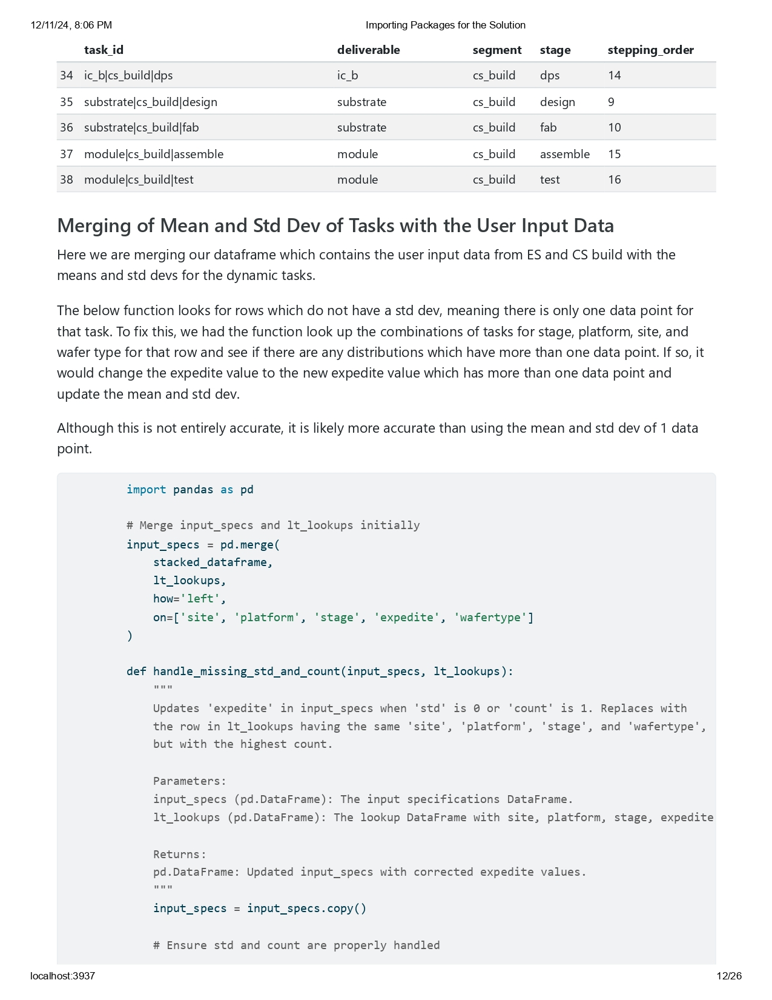 12/11/24, 8:06 PM Importing Packages for the Solution
task_id deliverable segment stage stepping_order
34 ic_b|cs_build|dps ic_b cs_build dps 14
35 substrate|cs_build|design substrate cs_build design 9
36 substrate|cs_build|fab substrate cs_build fab 10
37 module|cs_build|assemble module cs_build assemble 15
38 module|cs_build|test module cs_build test 16
Merging of Mean and Std Dev of Tasks with the User Input Data
Here we are merging our dataframe which contains the user input data from ES and CS build with the
means and std devs for the dynamic tasks.
The below function looks for rows which do not have a std dev, meaning there is only one data point for
that task. To fix this, we had the function look up the combinations of tasks for stage, platform, site, and
wafer type for that row and see if there are any distributions which have more than one data point. If so, it
would change the expedite value to the new expedite value which has more than one data point and
update the mean and std dev.
Although this is not entirely accurate, it is likely more accurate than using the mean and std dev of 1 data
point.
import pandas as pd
# Merge input_specs and lt_lookups initially
input_specs = pd.merge(
    stacked_dataframe,
    lt_lookups,
    how='left',
    on=['site', 'platform', 'stage', 'expedite', 'wafertype']
)
def handle_missing_std_and_count(input_specs, lt_lookups):
    """
    Updates 'expedite' in input_specs when 'std' is 0 or 'count' is 1. Replaces with
    the row in lt_lookups having the same 'site', 'platform', 'stage', and 'wafertype',
    but with the highest count.
    Parameters:
    input_specs (pd.DataFrame): The input specifications DataFrame.
    lt_lookups (pd.DataFrame): The lookup DataFrame with site, platform, stage, expedite
    Returns:
    pd.DataFrame: Updated input_specs with corrected expedite values.
    """
    input_specs = input_specs.copy()
    # Ensure std and count are properly handled
localhost:3937 12/26